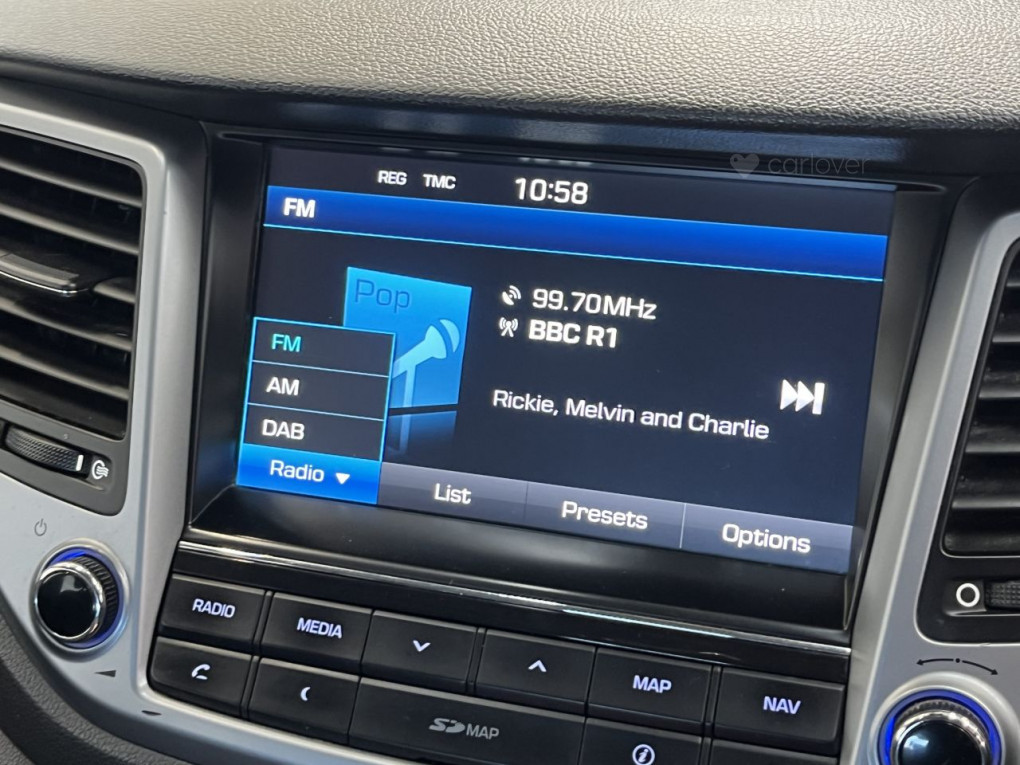 carlover
REG TMC 10:58
FM
Pop
99.70MHz
BBC R1
FM
AM
DAB
Rickie, Melvin and Charlie
Radio
List
Presets
Options
RADIO
MEDIA
MAP
NAV
SD MAP